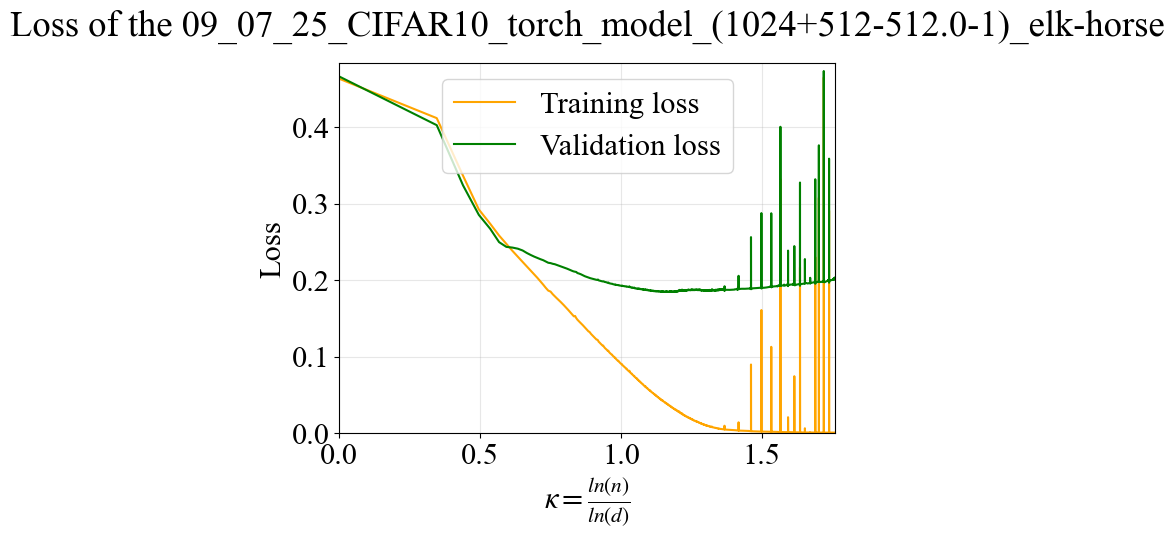 Loss of the 09_07_25_CIFAR10_torch_model_(1024+512-512.0-1)_elk-horse
Training loss
Validation loss
Loss
0.4
0.3
0.2
0.1
0.0
0.0 0.5 1.0 1.5
κ = ln(n) / ln(d)